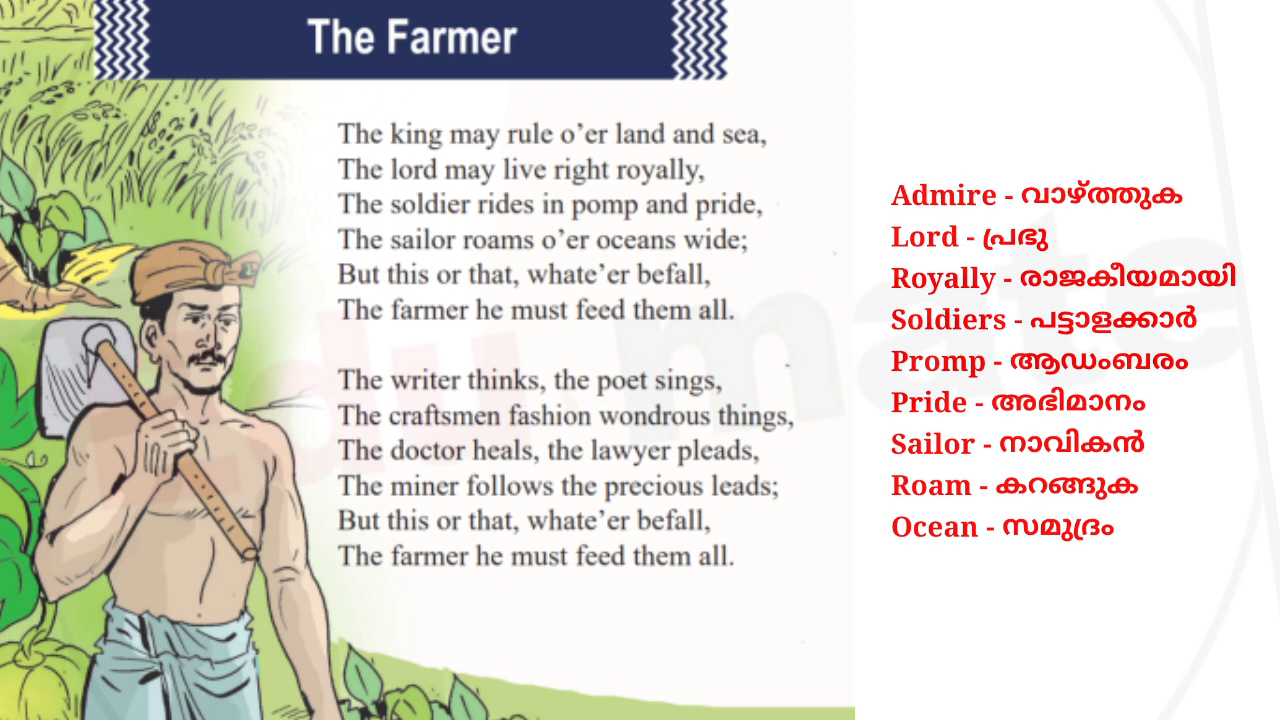 The Farmer
The king may rule o’er land and sea,
The lord may live right royally,
The soldier rides in pomp and pride,
The sailor roams o’er oceans wide;
But this or that, whate’er befall,
The farmer he must feed them all.
The writer thinks, the poet sings,
The craftsmen fashion wondrous things,
The doctor heals, the lawyer pleads,
The miner follows the precious leads;
But this or that, whate’er befall,
The farmer he must feed them all.
Admire - വാഴ്ത്തുക
Lord - പ്രഭു
Royally - രാജകീയമായി
Soldiers - പട്ടാളക്കാർ
Promp - ആഡംബരം
Pride - അഭിമാനം
Sailor - നാവികൻ
Roam - കറങ്ങുക
Ocean - സമുദ്രം
edu mate